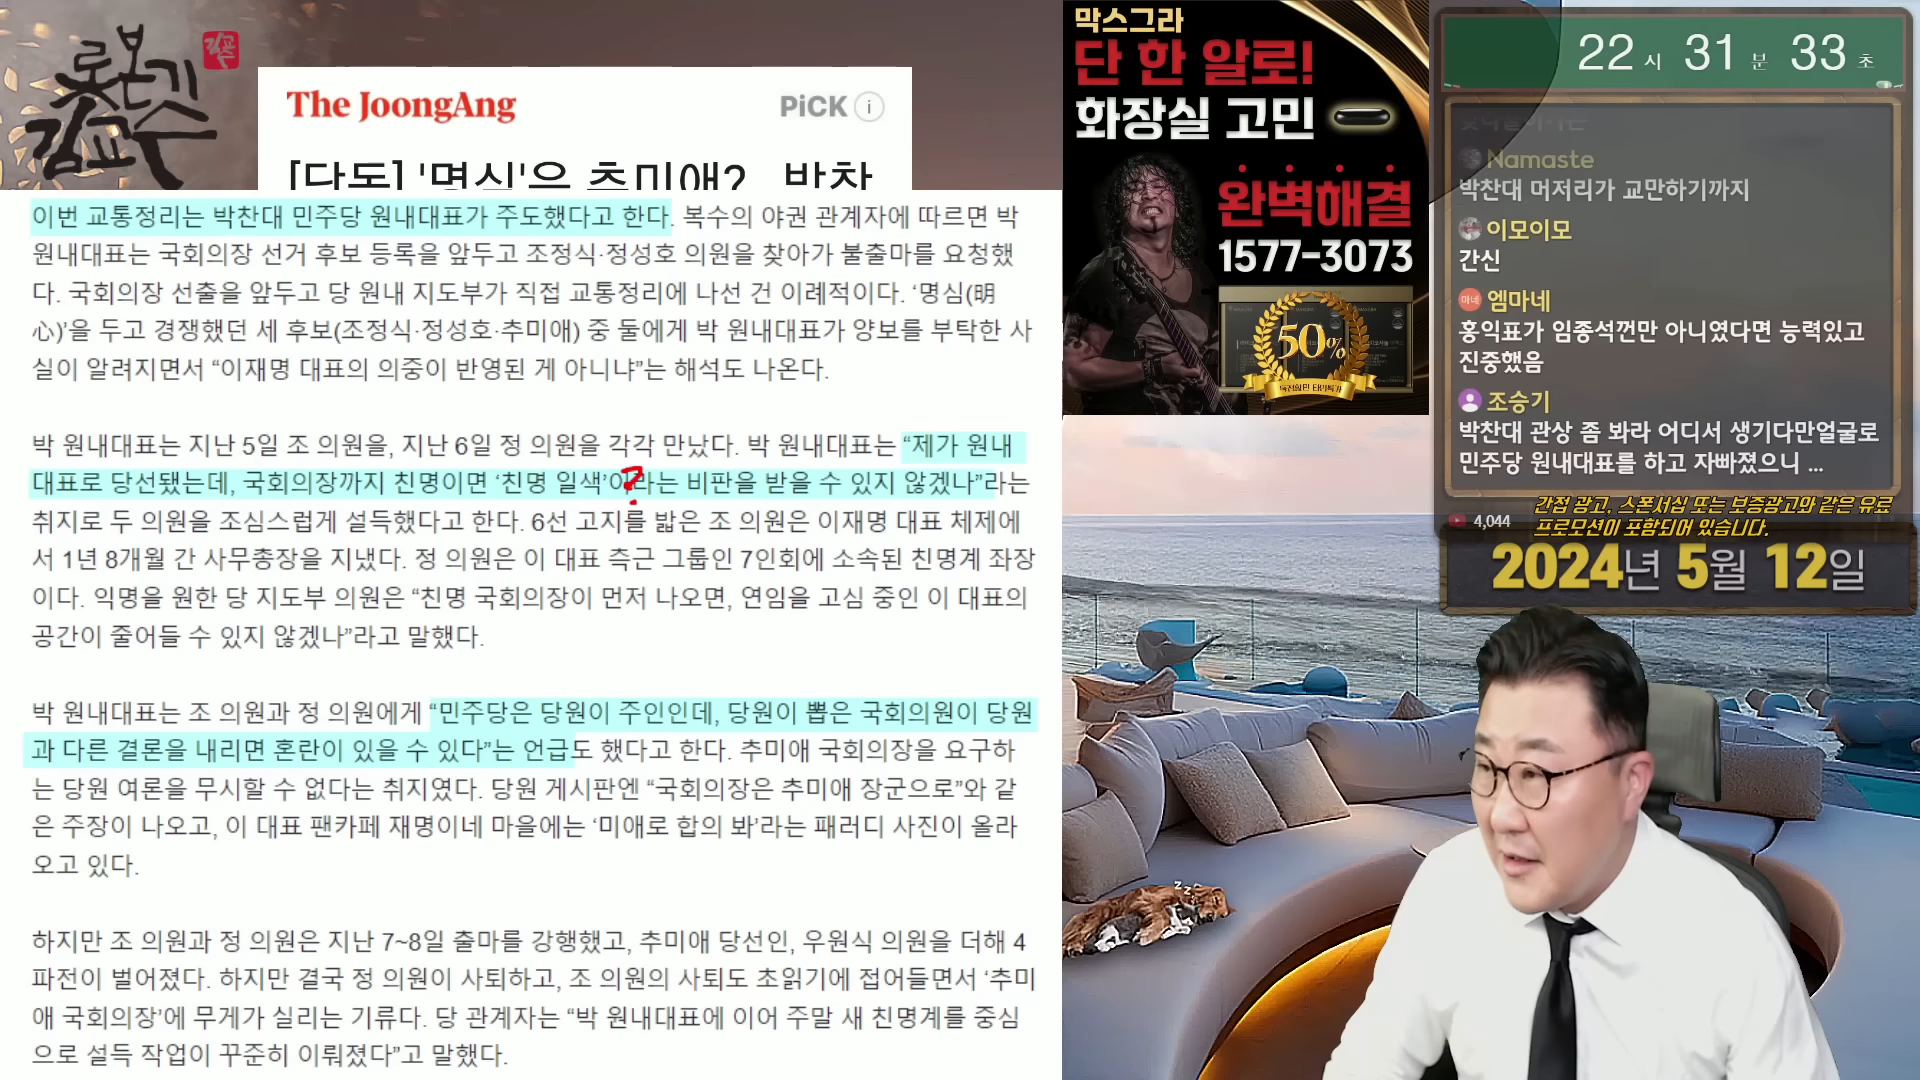 롯본기
김교수
김교수
The JoongAng
PiCK i
[단독] '명심'은 추미애?…박찬
이번 교통정리는 박찬대 민주당 원내대표가 주도했다고 한다. 복수의 야권 관계자에 따르면 박
원내대표는 국회의장 선거 후보 등록을 앞두고 조정식·정성호 의원을 찾아가 불출마를 요청했
다. 국회의장 선출을 앞두고 당 원내 지도부가 직접 교통정리에 나선 건 이례적이다. ‘명심(明
心)’을 두고 경쟁했던 세 후보(조정식·정성호·추미애) 중 둘에게 박 원내대표가 양보를 부탁한 사
실이 알려지면서 “이재명 대표의 의중이 반영된 게 아니냐”는 해석도 나온다.
박 원내대표는 지난 5일 조 의원을, 지난 6일 정 의원을 각각 만났다. 박 원내대표는 “제가 원내
대표로 당선됐는데, 국회의장까지 친명이면 ‘친명 일색’이라는 비판을 받을 수 있지 않겠나”라는
?
취지로 두 의원을 조심스럽게 설득했다고 한다. 6선 고지를 밟은 조 의원은 이재명 대표 체제에
서 1년 8개월 간 사무총장을 지냈다. 정 의원은 이 대표 측근 그룹인 7인회에 소속된 친명계 좌장
이다. 익명을 원한 당 지도부 의원은 “친명 국회의장이 먼저 나오면, 연임을 고심 중인 이 대표의
공간이 줄어들 수 있지 않겠나”라고 말했다.
박 원내대표는 조 의원과 정 의원에게 “민주당은 당원이 주인인데, 당원이 뽑은 국회의원이 당원
과 다른 결론을 내리면 혼란이 있을 수 있다”는 언급도 했다고 한다. 추미애 국회의장을 요구하
는 당원 여론을 무시할 수 없다는 취지였다. 당원 게시판엔 “국회의장은 추미애 장군으로”와 같
은 주장이 나오고, 이 대표 팬카페 재명이네 마을에는 ‘미애로 합의 봐’라는 패러디 사진이 올라
오고 있다.
하지만 조 의원과 정 의원은 지난 7~8일 출마를 강행했고, 추미애 당선인, 우원식 의원을 더해 4
파전이 벌어졌다. 하지만 결국 정 의원이 사퇴하고, 조 의원의 사퇴도 초읽기에 접어들면서 ‘추미
애 국회의장’에 무게가 실리는 기류다. 당 관계자는 “박 원내대표에 이어 주말 새 친명계를 중심
으로 설득 작업이 꾸준히 이뤄졌다”고 말했다.
막스그라
단 한 알로!
화장실 고민
완벽해결
1577-3073
50%
22시 31분 33초
Namaste
박찬대 머저리가 교만하기까지
이모이모
간신
마네 엠마네
홍익표가 임종석껀만 아니였다면 능력있고
진중했음
조승기
박찬대 관상 좀 봐라 어디서 생기다만얼굴로
민주당 원내대표를 하고 자빠졌으니 ...
4,044
간접 광고, 스폰서십 또는 보증광고와 같은 유료
프로모션이 포함되어 있습니다.
2024년 5월 12일
z z z